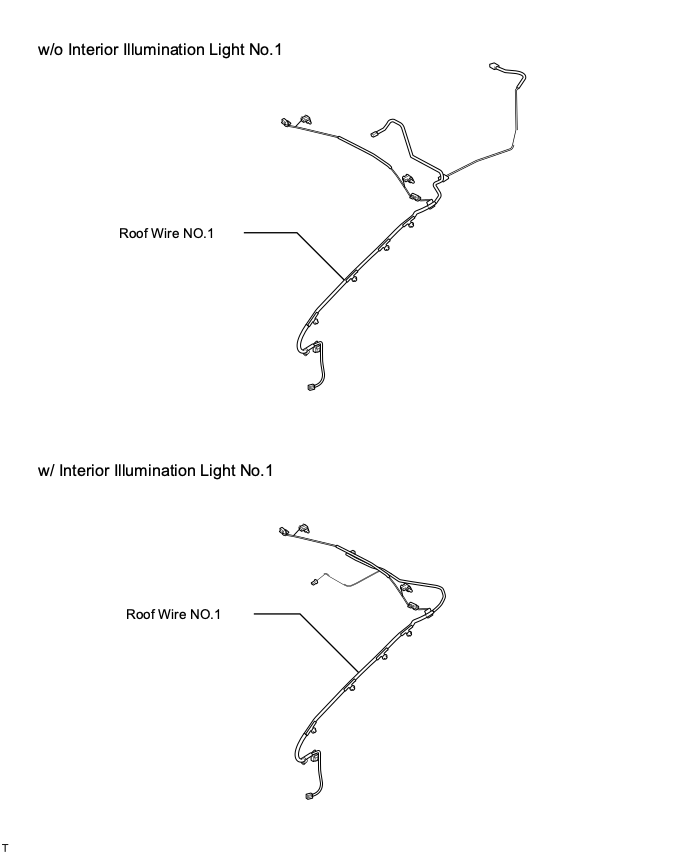 w/o Interior Illumination Light No.1
Roof Wire NO.1
w/ Interior Illumination Light No.1
Roof Wire NO.1
T